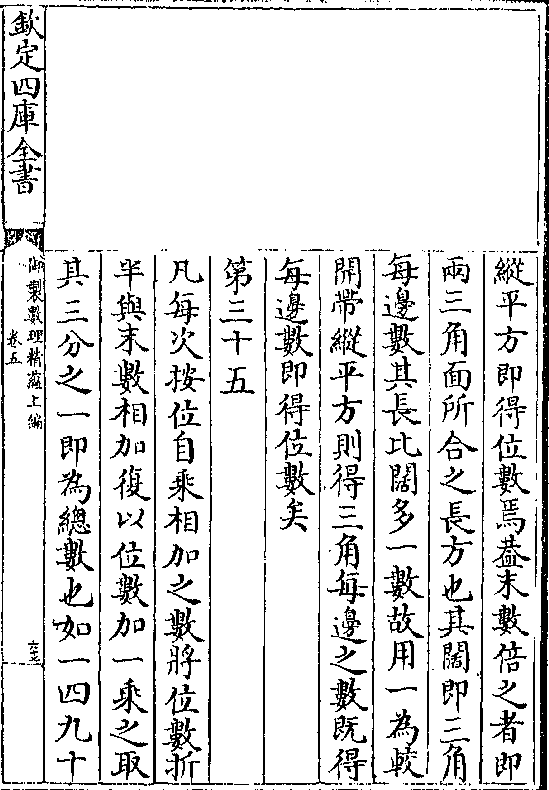 縱平方即得位數焉葢末數倍之者即
兩三角面所合之長方也其闊即三角
每邊數其長比闊多一數故用一為較
開帶縱平方則得三角每邊之數既得
每邊數即得位數矣
第三十五
凡每次按位自乘相加之數將位數折
半與末數相加復以位數加一乘之取
其三分之一即為總數也如一四九十
欽定四庫全書
御製數理精藴上編
卷五